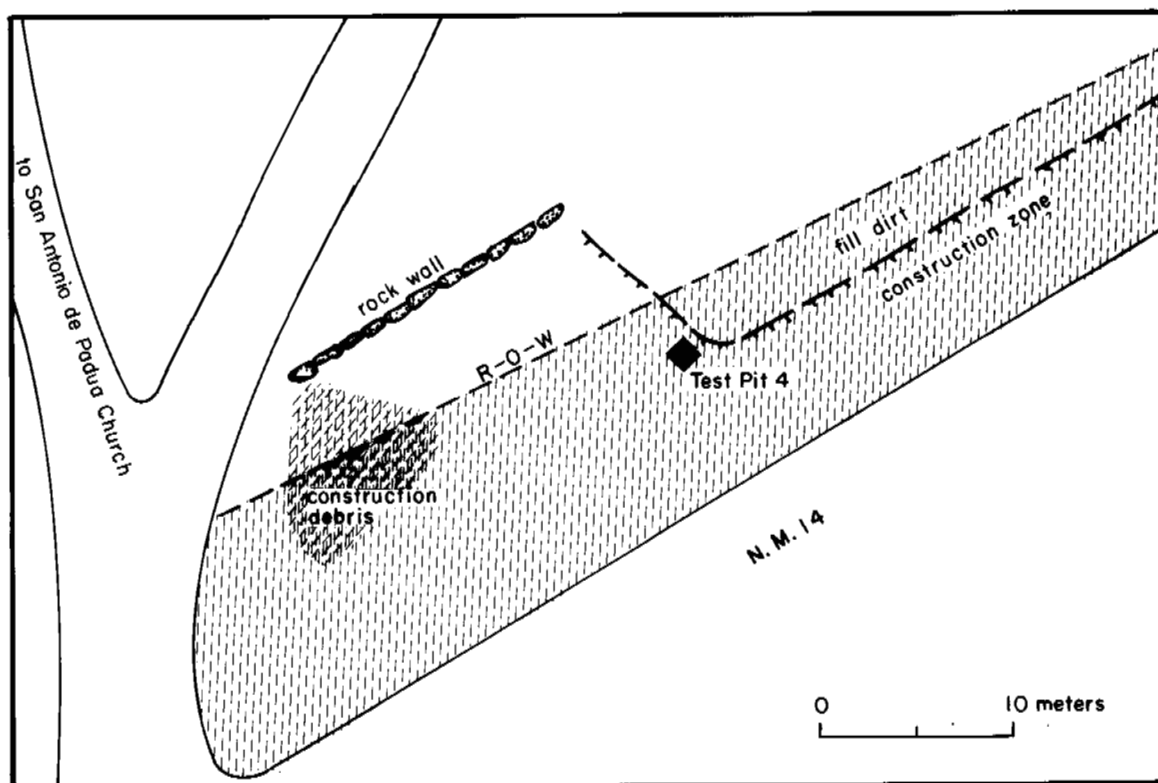 to San Antonio de Padua Church
rock wall
R-O-W
fill dirt
construction zone
Test Pit 4
construction
debris
N. M. 14
0 10 meters